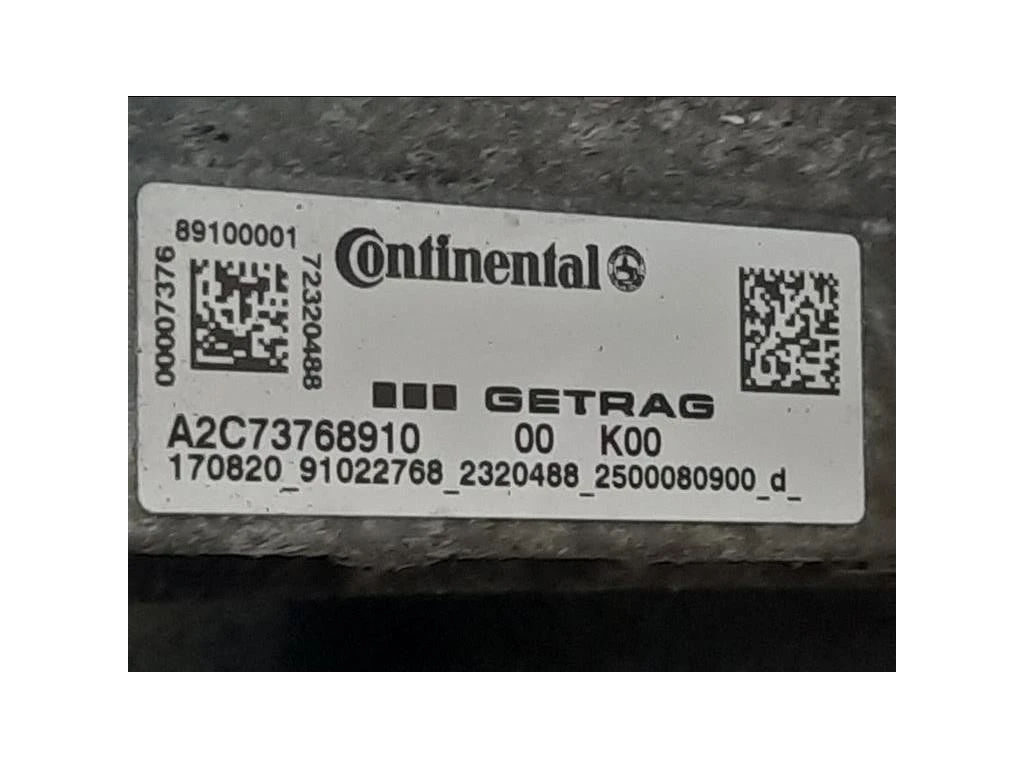 89100001
00007376
72320488
Continental
GETRAG
A2C73768910 00 K00
170820_91022768_2320488_2500080900_d_